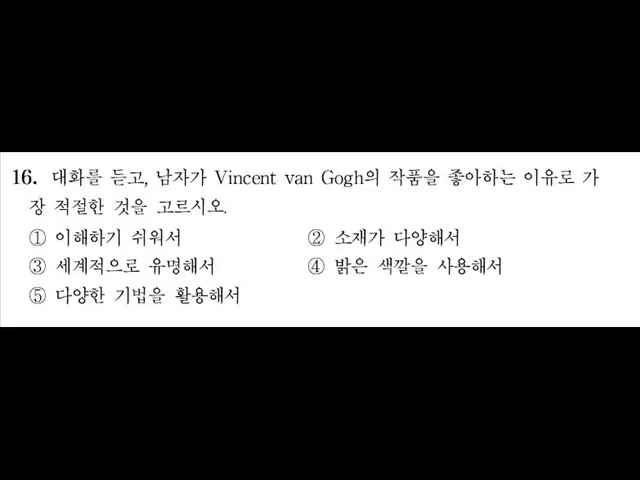 16. 대화를 듣고, 남자가 Vincent van Gogh의 작품을 좋아하는 이유로 가
장 적절한 것을 고르시오.
① 이해하기 쉬워서 ② 소재가 다양해서
③ 세계적으로 유명해서 ④ 밝은 색깔을 사용해서
⑤ 다양한 기법을 활용해서